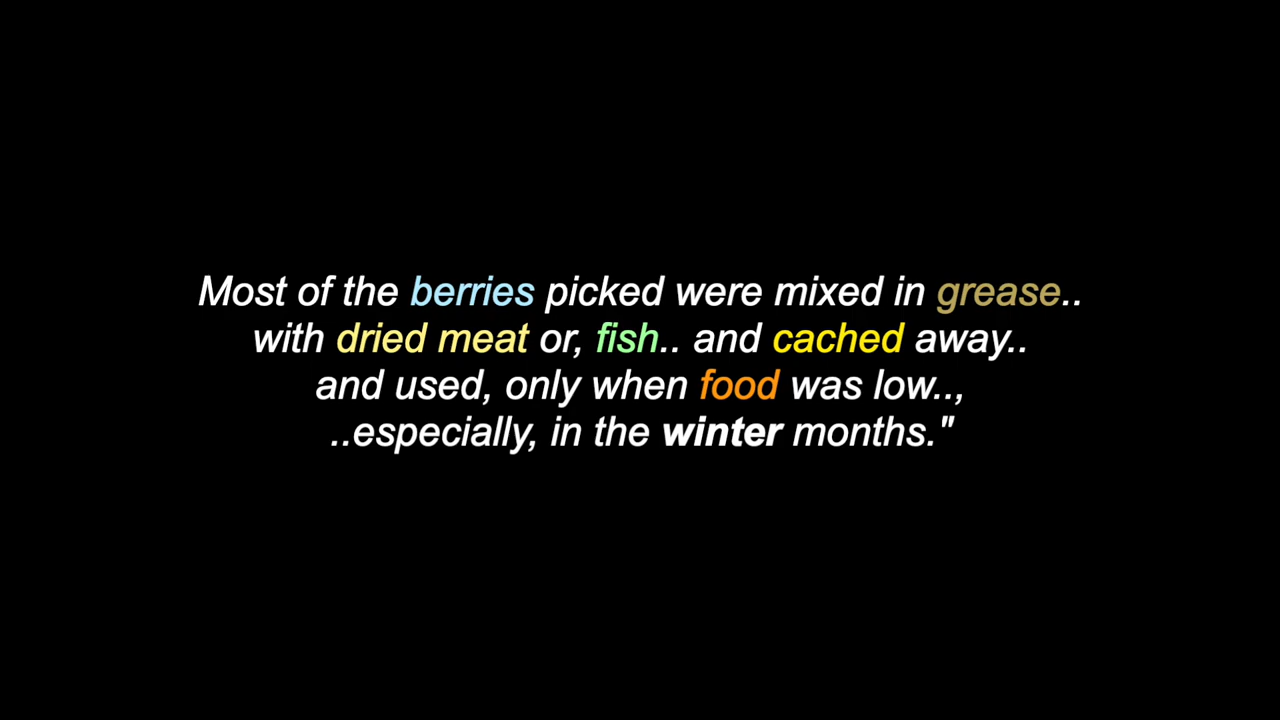 Most of the berries picked were mixed in grease..
with dried meat or, fish.. and cached away..
and used, only when food was low..,
..especially, in the winter months."